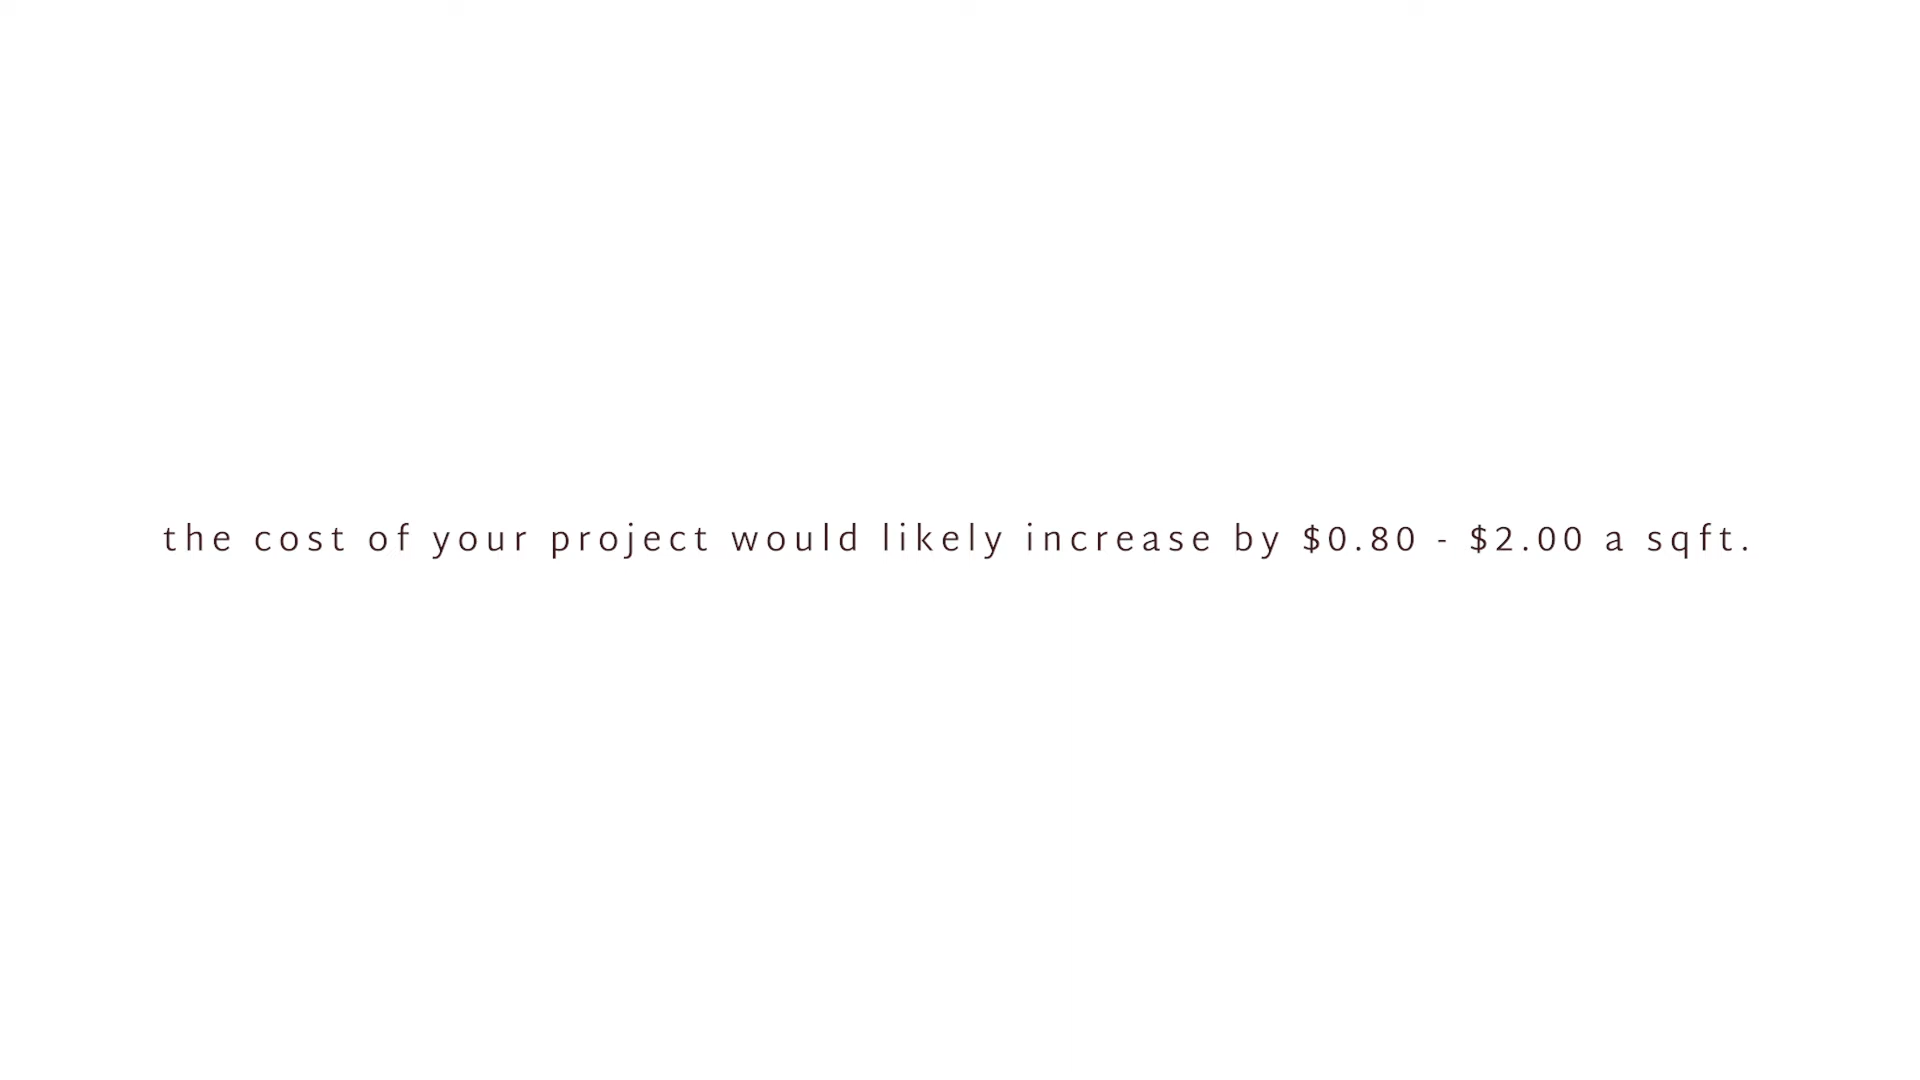 the cost of your project would likely increase by $0.80 - $2.00 a sqft.